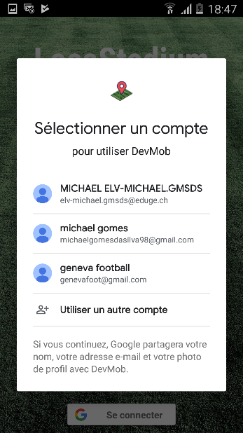 18:47
LocoStadium
Sélectionner un compte
pour utiliser DevMob
MICHAEL ELV-MICHAEL.GMSDS
elv-michael.gmsds@eduge.ch
michael gomes
michaelgomesdasilva98@gmail.com
geneva football
genevafoot@gmail.com
Utiliser un autre compte
Si vous continuez, Google partagera votre
nom, votre adresse e-mail et votre photo
de profil avec DevMob.
G Se connecter